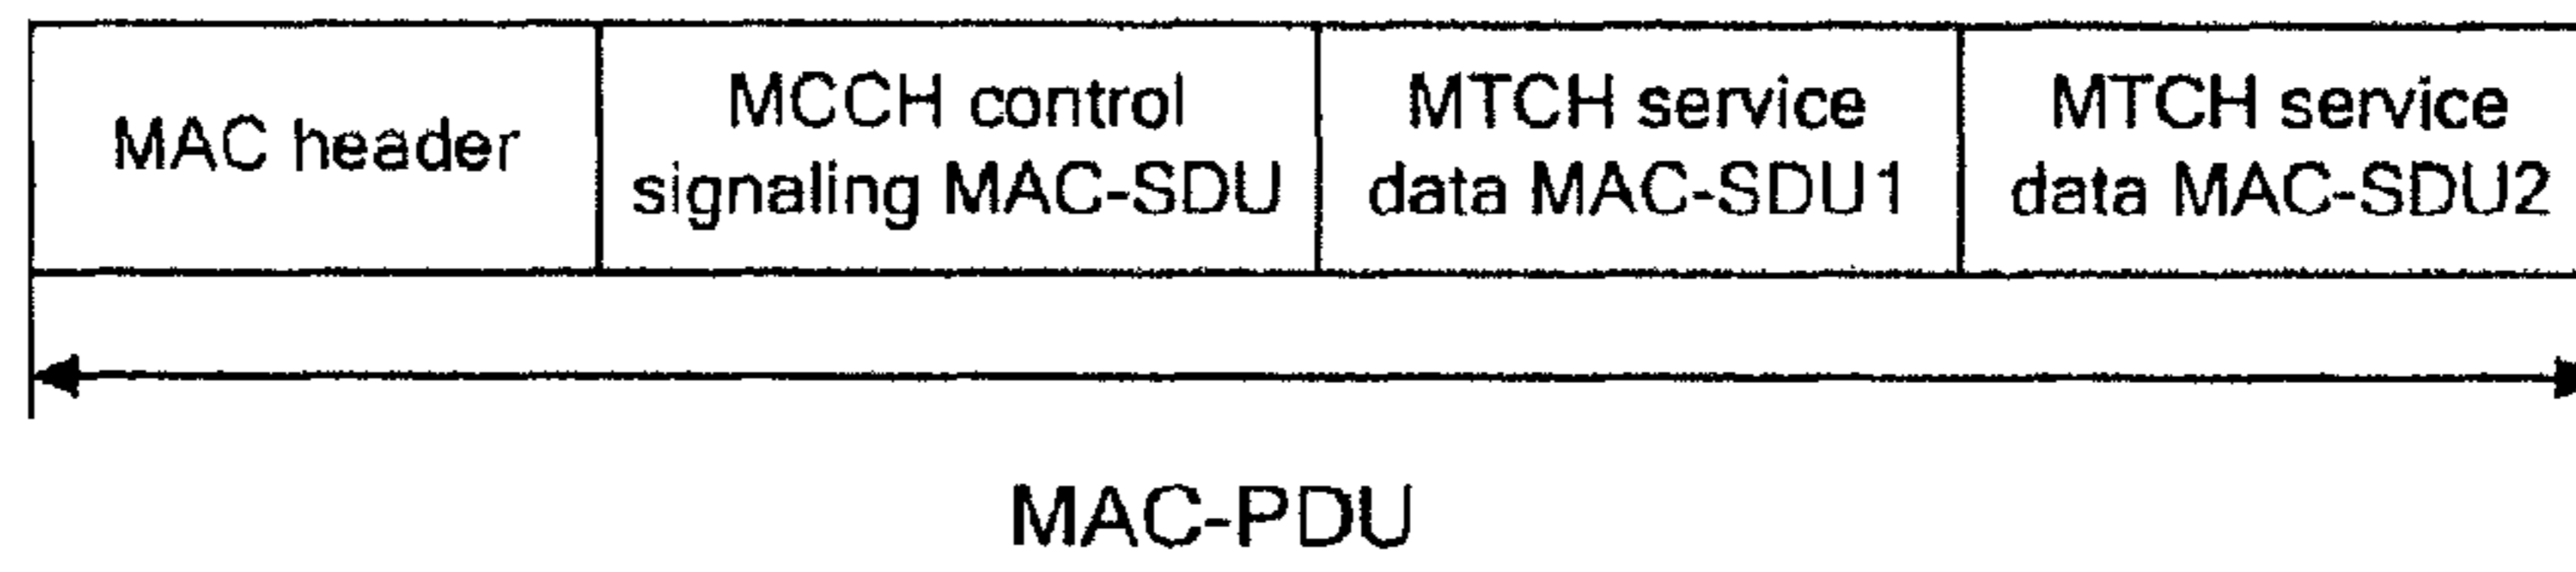 MAC header
MCCH control
signaling MAC-SDU
MTCH service
data MAC-SDU1
MTCH service
data MAC-SDU2
MAC-PDU